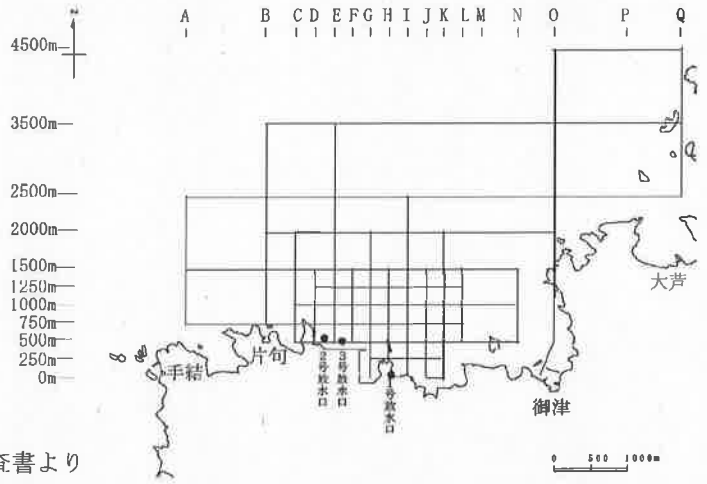 A B C D E F G H I J K L M N O P Q
4500m
3500m
2500m
2000m
1500m
1250m
1000m
750m
500m
250m
0m
大芦
片句
手結
2号放水口
3号放水口
1号放水口
御津
査書より
0 500 1000m